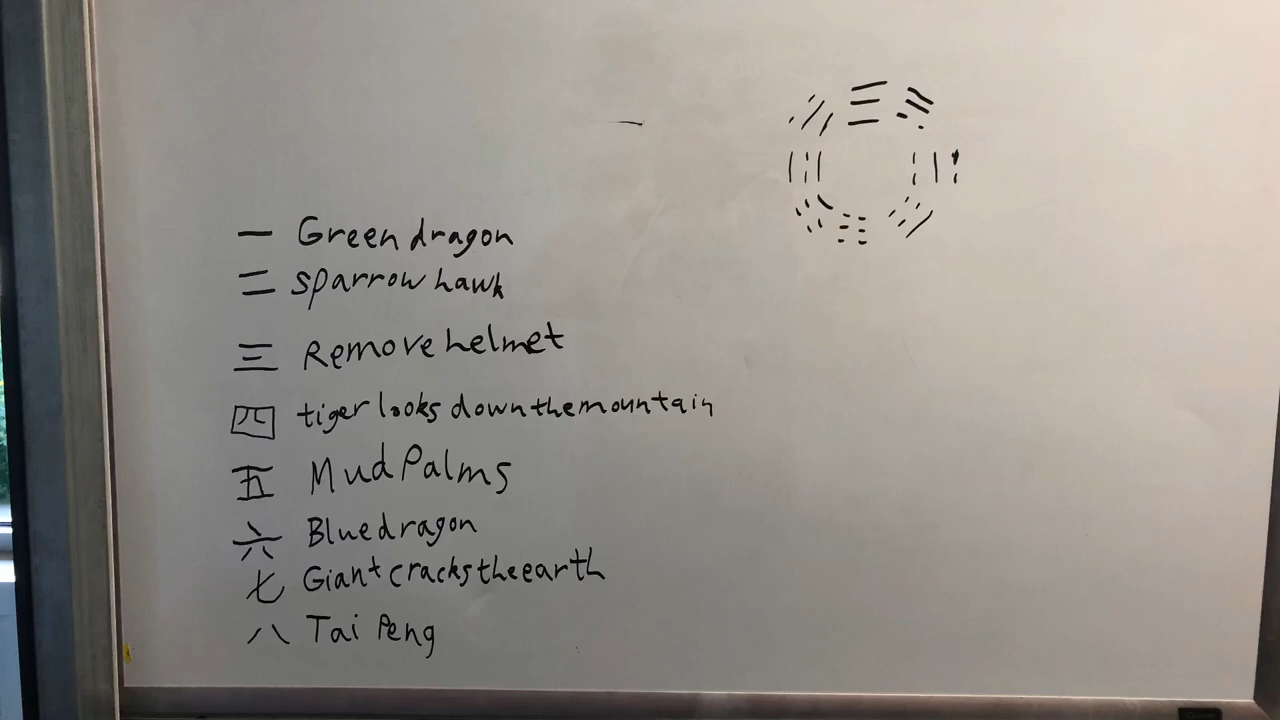 一 Green dragon
二 sparrow hawk
三 Remove helmet
四 tiger looks down the mountain
五 Mud Palms
六 Blue dragon
七 Giant cracks the earth
八 Tai Peng